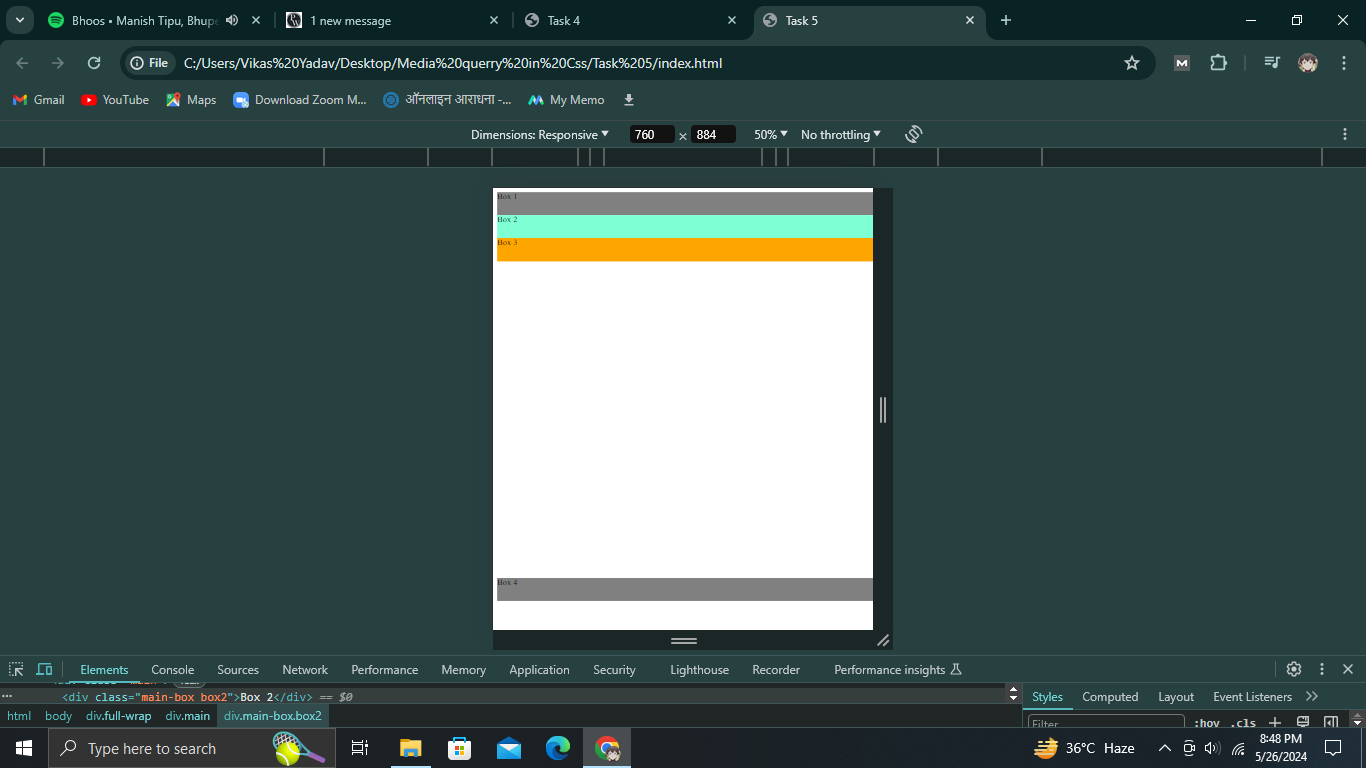 Bhoos • Manish Tipu, Bhupe
1 new message
Task 4
Task 5
File
C:/Users/Vikas%20Yadav/Desktop/Media%20querry%20in%20Css/Task%205/index.html
M
Gmail
YouTube
Maps
Download Zoom M...
ऑनलाइन आराधना -...
My Memo
Dimensions: Responsive
760 × 884
50%
No throttling
Box 1
Box 2
Box 3
Box 4
Elements
Console
Sources
Network
Performance
Memory
Application
Security
Lighthouse
Recorder
Performance insights
<div class="main-box box2">Box 2</div> == $0
Styles
Computed
Layout
Event Listeners
html body div.full-wrap div.main div.main-box.box2
Filter
:hov .cls
Type here to search
36°C Haze
8:48 PM
5/26/2024